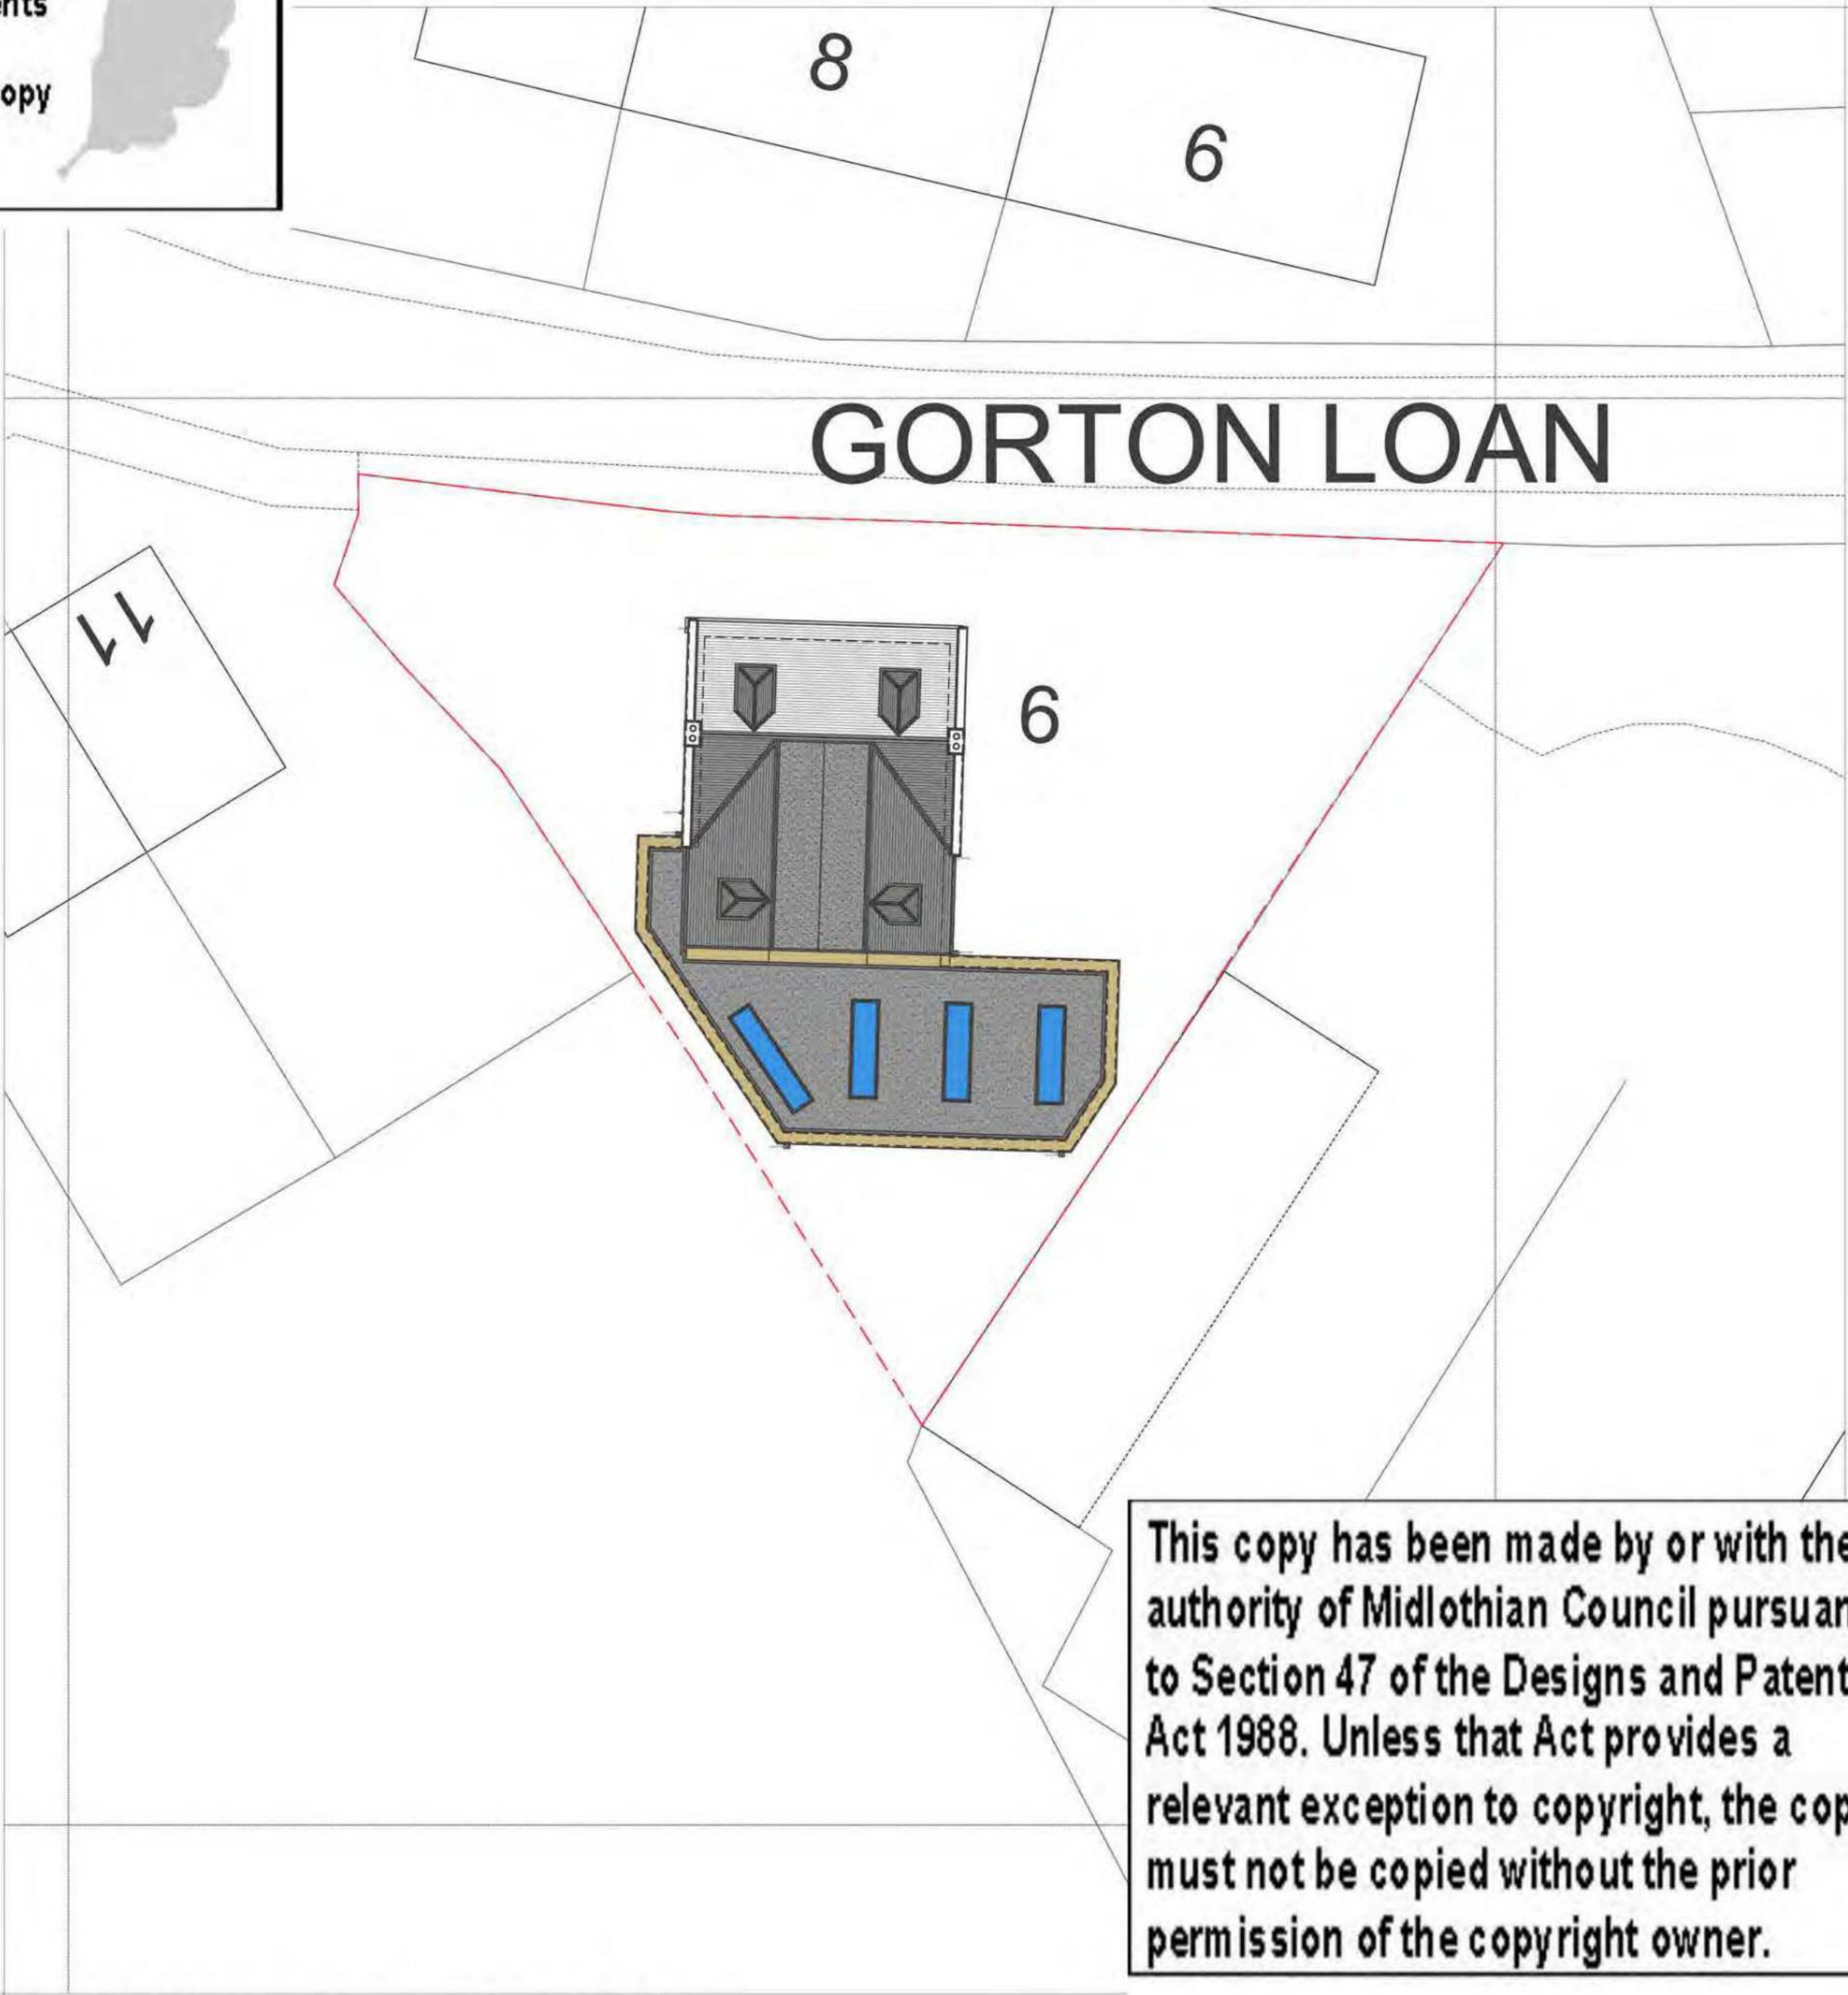 ents
opy
8
6
GORTON LOAN
11
6
This copy has been made by or with the
authority of Midlothian Council pursuan
to Section 47 of the Designs and Patent
Act 1988. Unless that Act provides a
relevant exception to copyright, the cop
must not be copied without the prior
permission of the copyright owner.